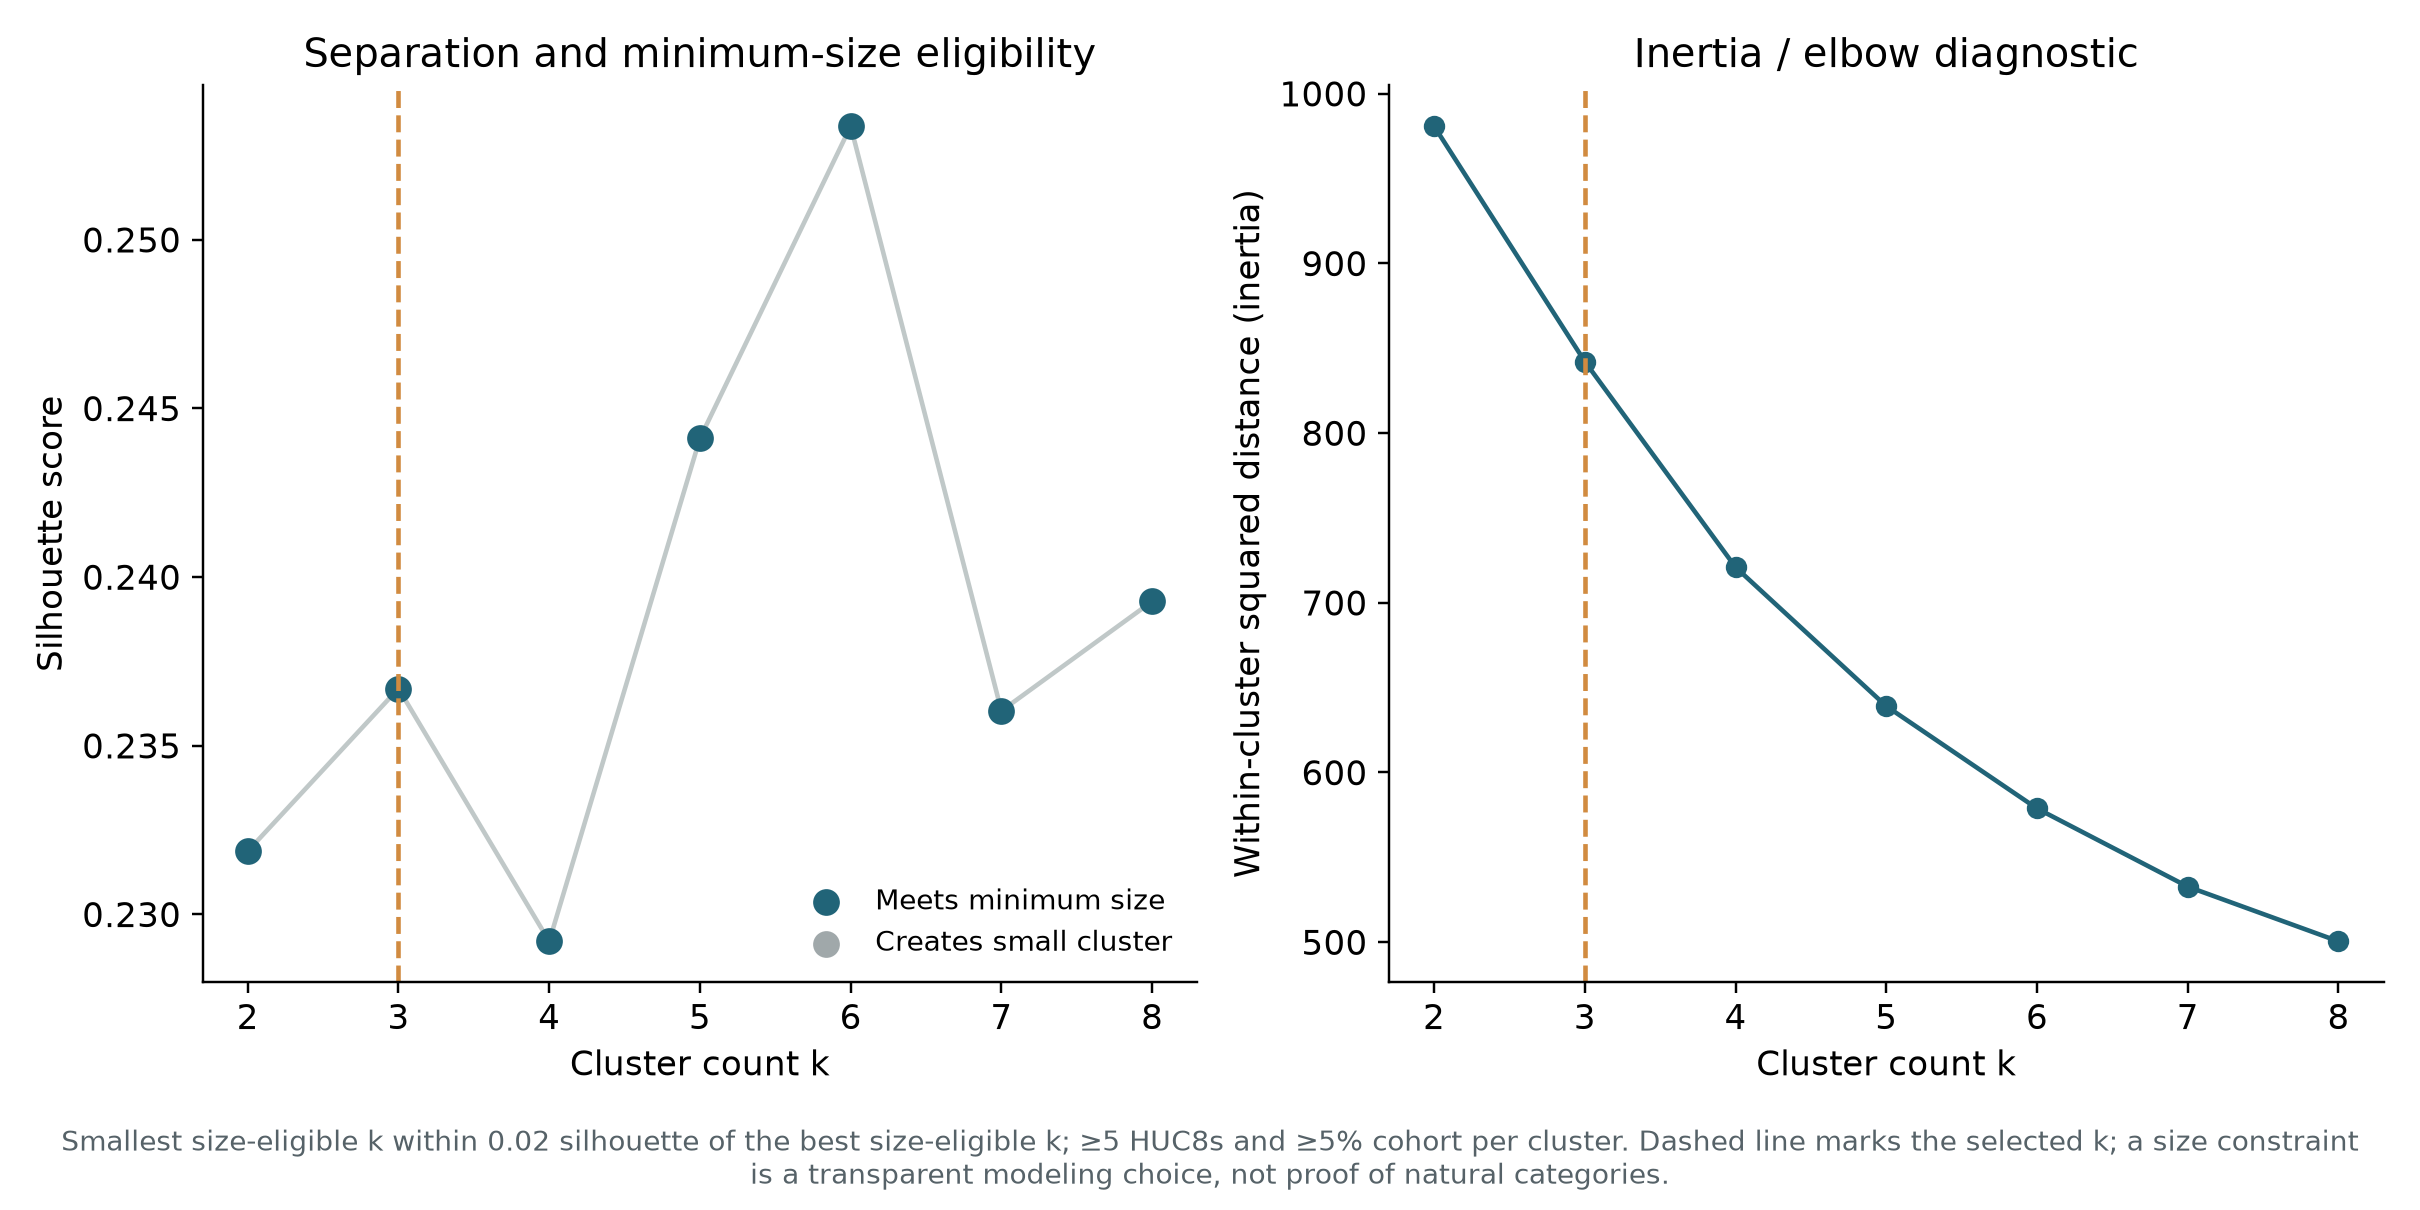 Separation and minimum-size eligibility
Silhouette score
0.250
0.245
0.240
0.235
0.230
Meets minimum size
Creates small cluster
2 3 4 5 6 7 8
Cluster count k
Inertia / elbow diagnostic
Within-cluster squared distance (inertia)
1000
900
800
700
600
500
2 3 4 5 6 7 8
Cluster count k
Smallest size-eligible k within 0.02 silhouette of the best size-eligible k; ≥5 HUC8s and ≥5% cohort per cluster. Dashed line marks the selected k; a size constraint
is a transparent modeling choice, not proof of natural categories.